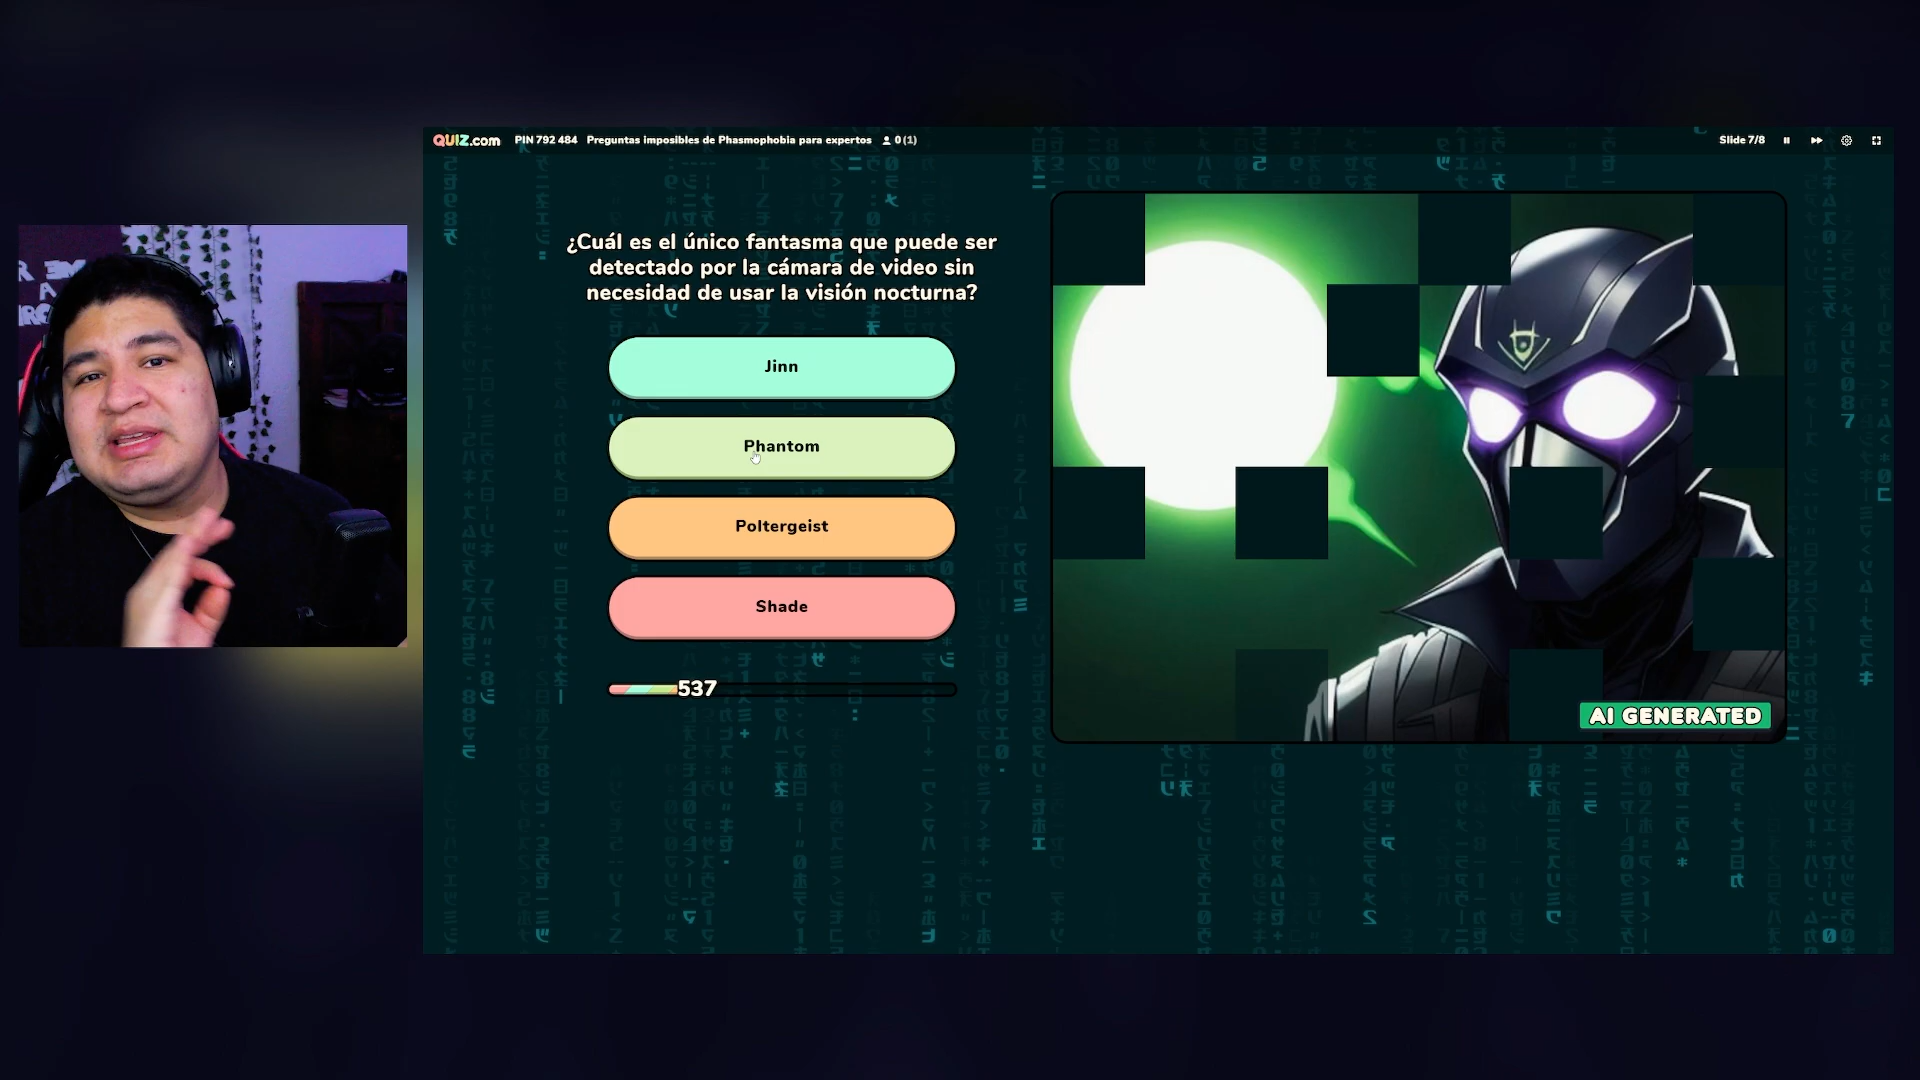 QUIZ.com PIN 792 484 Preguntas imposibles de Phasmophobia para expertos 0 (1) Slide 7/8
¿Cuál es el único fantasma que puede ser
detectado por la cámara de video sin
necesidad de usar la visión nocturna?
Jinn
Phantom
Poltergeist
Shade
537
AI GENERATED